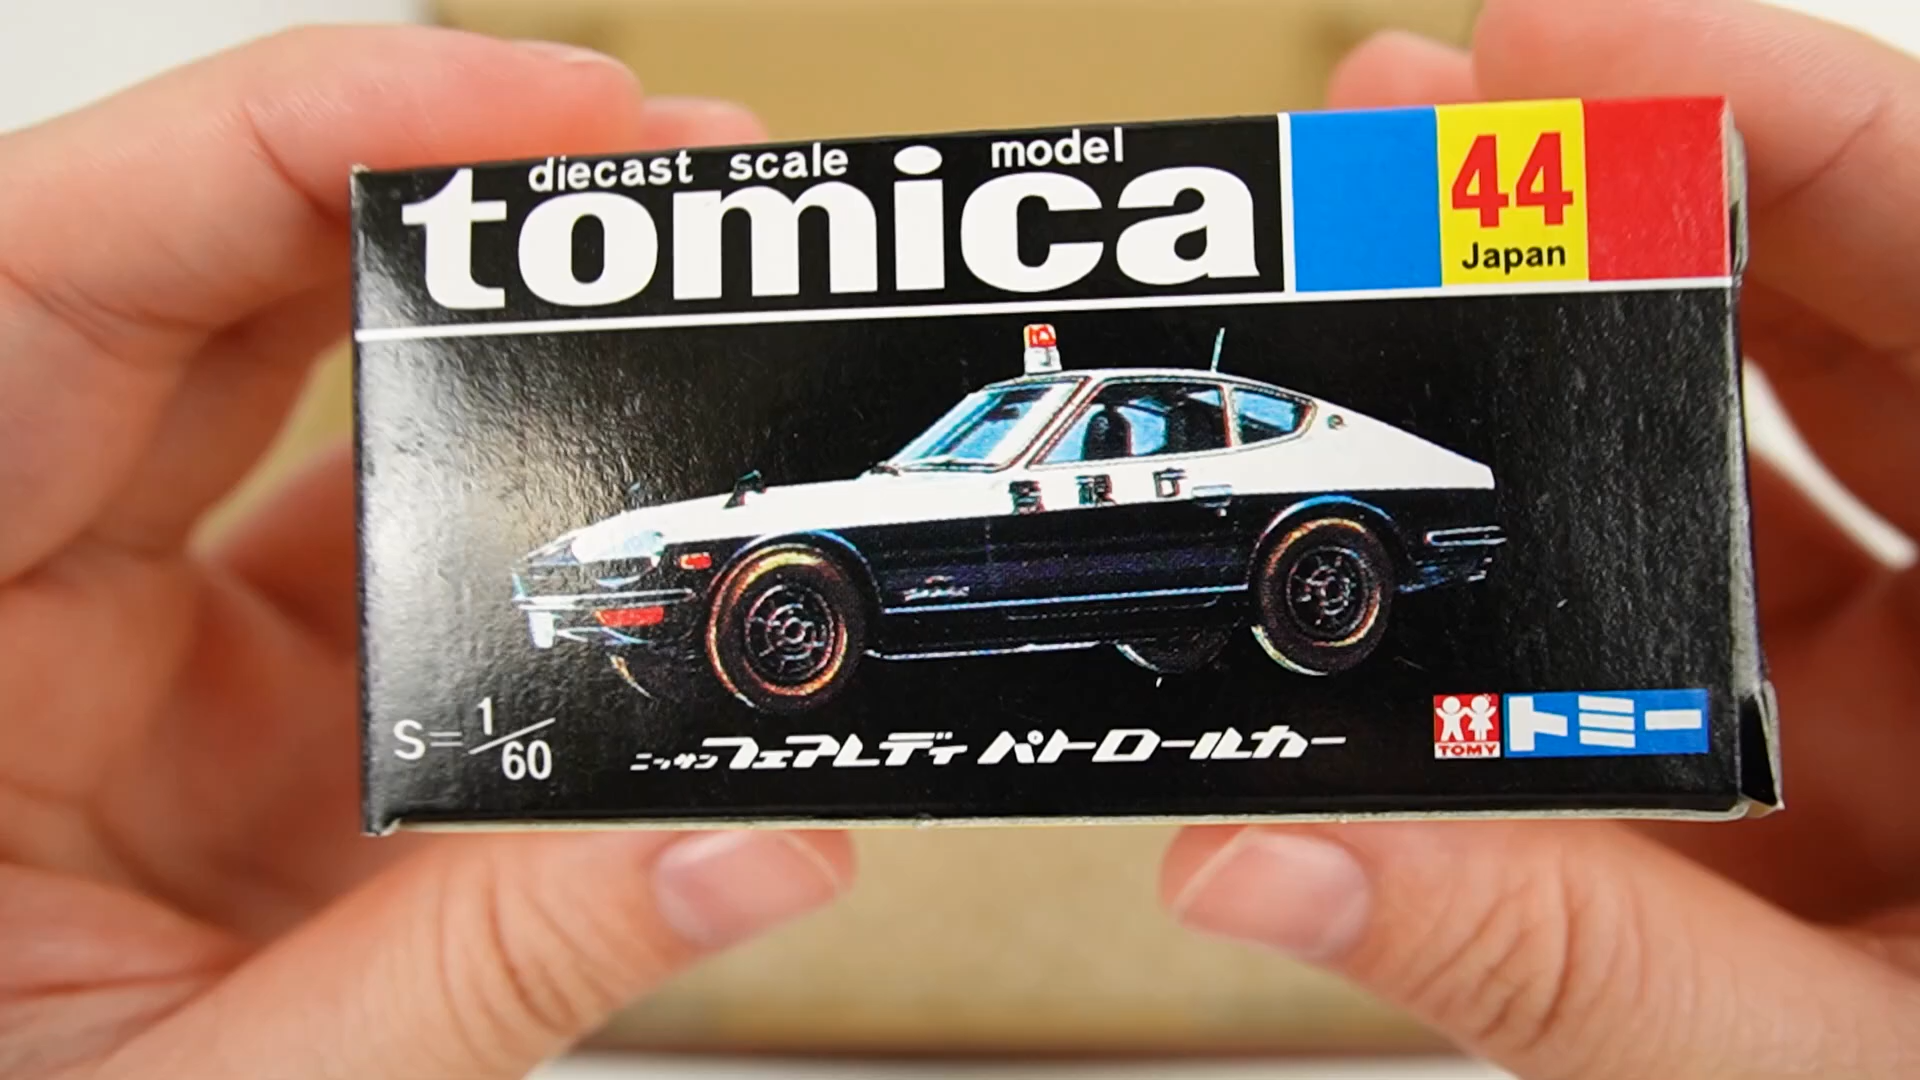 diecast scale model
tomica
44
Japan
S=1/60
ニッサン フェアレディ パトロールカー
TOMY
トミー